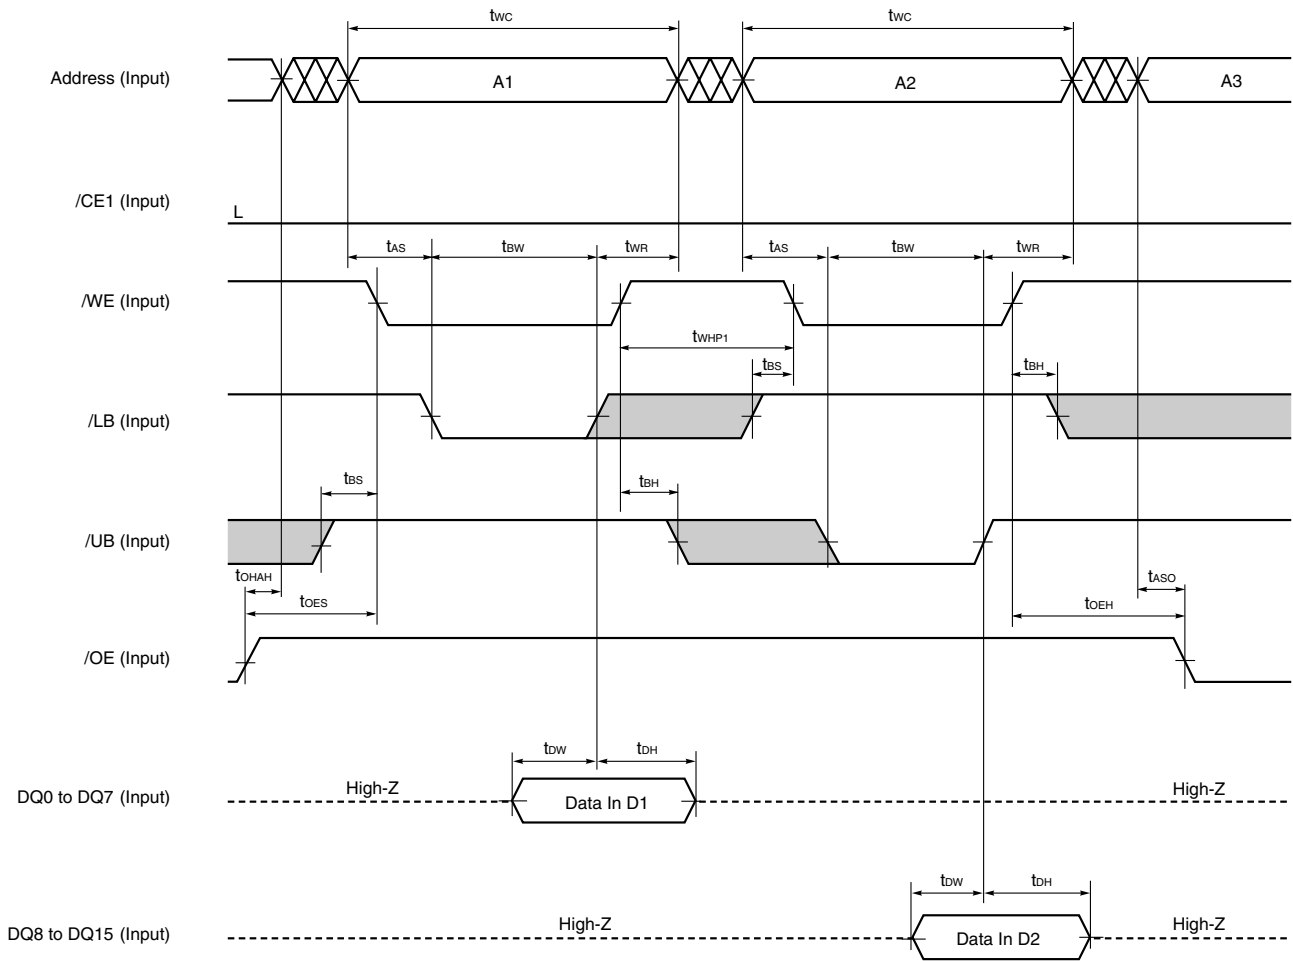 tWC tWC
Address (Input) A1 A2 A3
/CE1 (Input) L
tAS tBW tWR tAS tBW tWR
/WE (Input)
tWHP1
tBS tBH
/LB (Input)
tBS tBH
/UB (Input)
tOHAH tASO
tOES tOEH
/OE (Input)
tDW tDH
DQ0 to DQ7 (Input) High-Z Data In D1 High-Z
tDW tDH
DQ8 to DQ15 (Input) High-Z Data In D2 High-Z